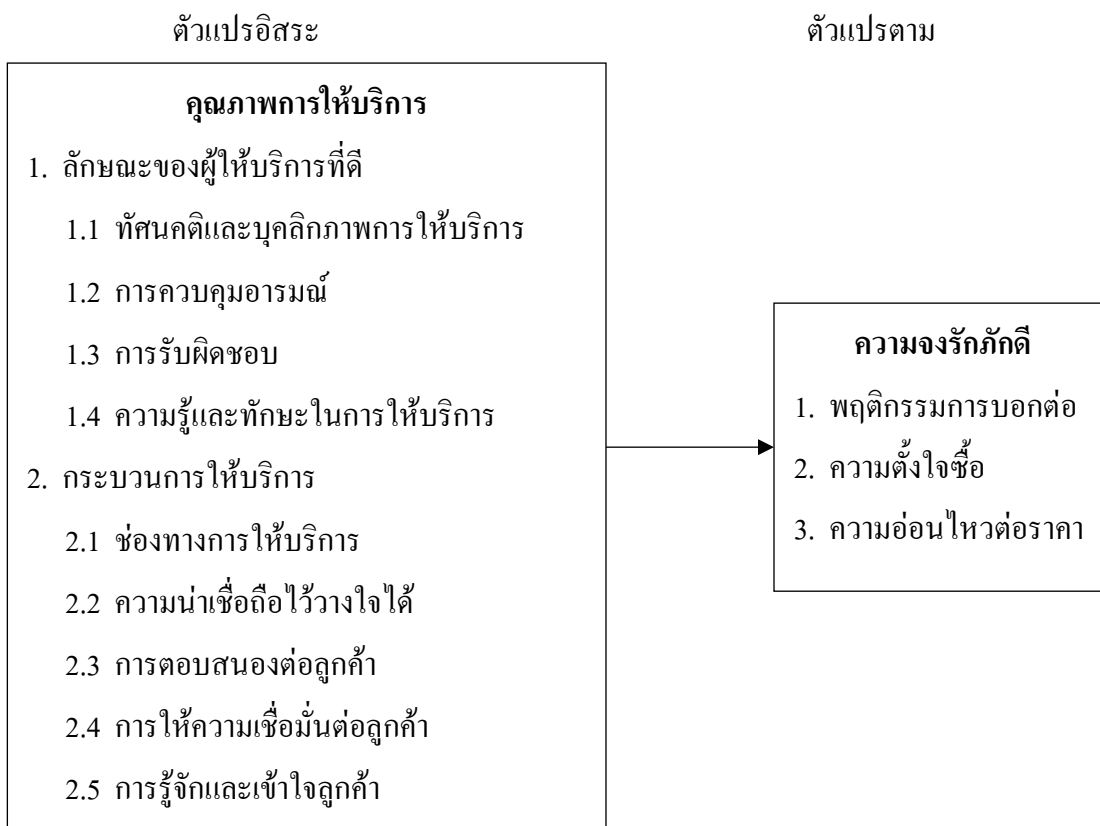 ตัวแปรอิสระ
ตัวแปรตาม
คุณภาพการให้บริการ
1. ลักษณะของผู้ให้บริการที่ดี
1.1 ทัศนคติและบุคลิกภาพการให้บริการ
1.2 การควบคุมอารมณ์
1.3 การรับผิดชอบ
1.4 ความรู้และทักษะในการให้บริการ
2. กระบวนการให้บริการ
2.1 ช่องทางการให้บริการ
2.2 ความน่าเชื่อถือไว้วางใจได้
2.3 การตอบสนองต่อลูกค้า
2.4 การให้ความเชื่อมั่นต่อลูกค้า
2.5 การรู้จักและเข้าใจลูกค้า
ความจงรักภักดี
1. พฤติกรรมการบอกต่อ
2. ความตั้งใจซื้อ
3. ความอ่อนไหวต่อราคา